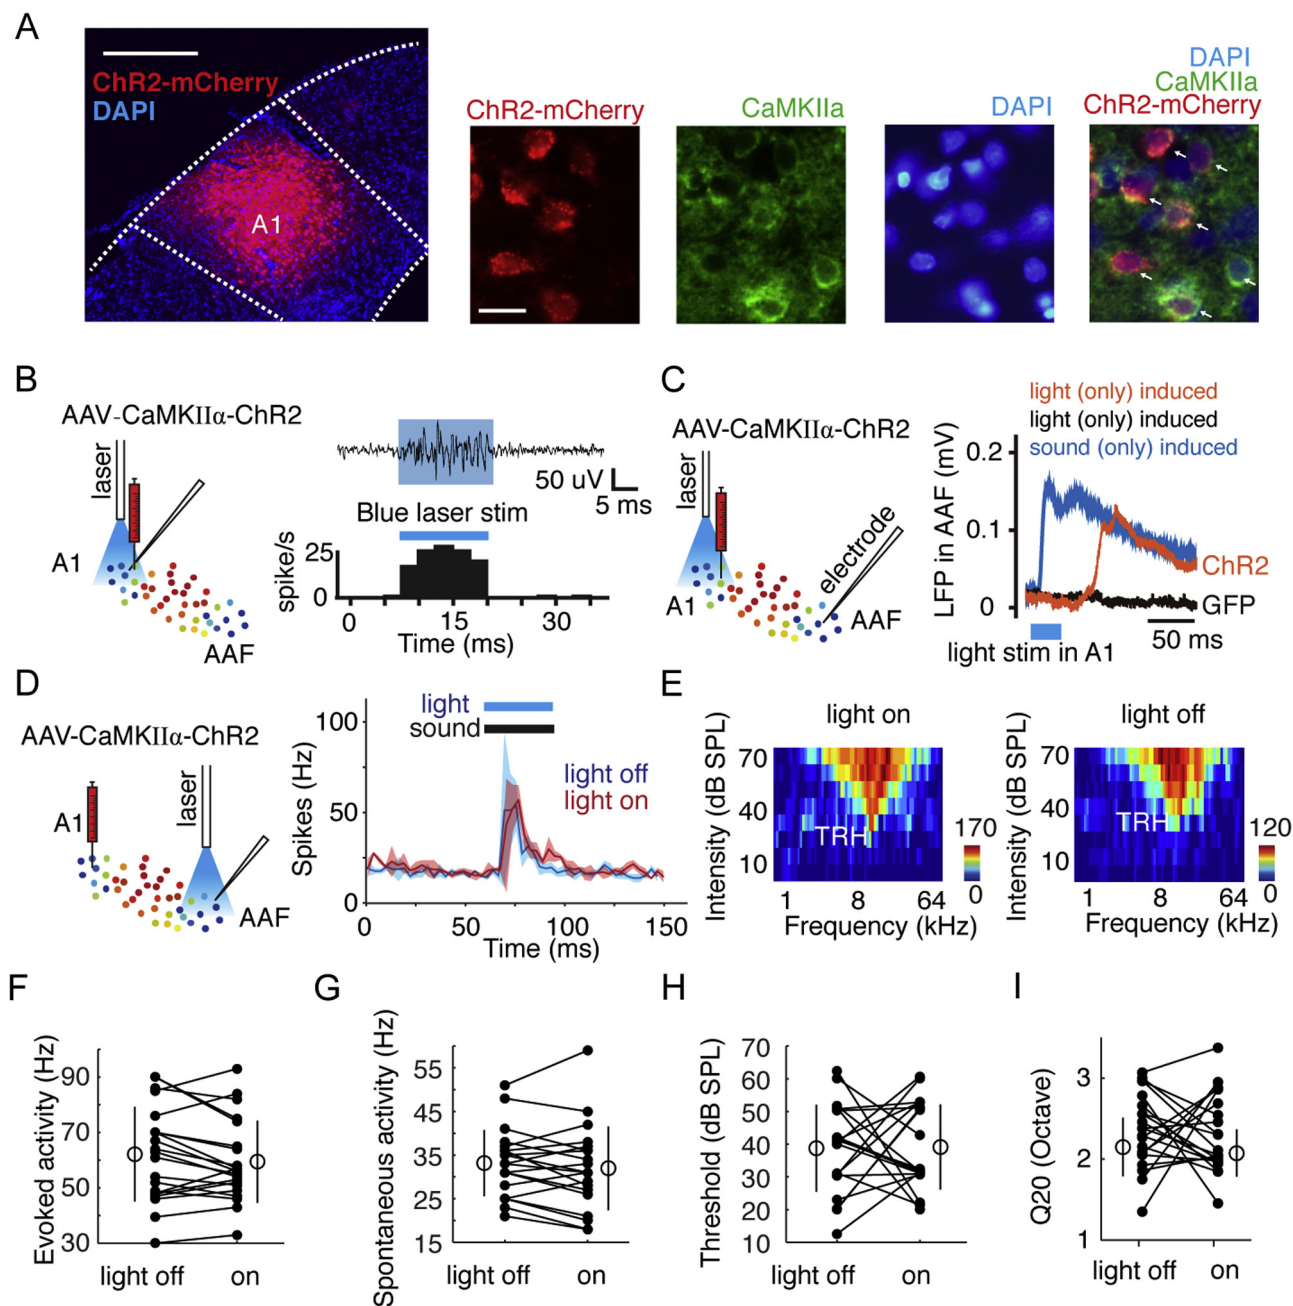 A
ChR2-mCherry
DAPI
A1
ChR2-mCherry
CaMKIIa
DAPI
DAPI
CaMKIIa
ChR2-mCherry
B
AAV-CaMKIIα-ChR2
laser
A1
AAF
50 uV
5 ms
Blue laser stim
spike/s
25
0
0 15 30
Time (ms)
C
AAV-CaMKIIα-ChR2
laser
electrode
A1
AAF
light (only) induced
light (only) induced
sound (only) induced
LFP in AAF (mV)
0.2
0.1
0
ChR2
GFP
50 ms
light stim in A1
D
AAV-CaMKIIα-ChR2
A1
laser
AAF
light
sound
light off
light on
Spikes (Hz)
100
50
0
0 50 100 150
Time (ms)
E
light on
Intensity (dB SPL)
70
40
10
TRH
170
0
1 8 64
Frequency (kHz)
light off
Intensity (dB SPL)
70
40
10
TRH
120
0
1 8 64
Frequency (kHz)
F
Evoked activity (Hz)
90
70
50
30
light off on
G
Spontaneous activity (Hz)
55
45
35
25
15
light off on
H
Threshold (dB SPL)
70
60
50
40
30
20
10
light off on
I
Q20 (Octave)
3
2
1
light off on